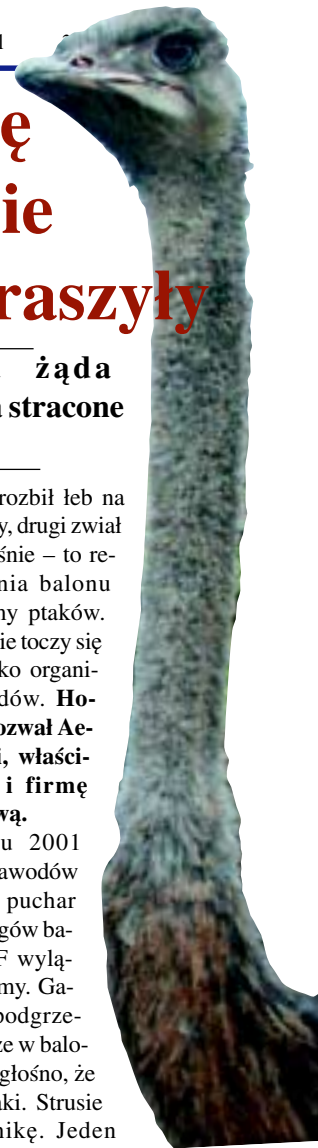 ę
ie
raszyły
żąda
stracone
rozbił łeb na
y, drugi zwiał
śnie – to re-
nia balonu
ny ptaków.
ie toczy się
ko organi-
dów. Ho-
ozwał Ae-
i, właści-
i firmę
wą.
u 2001
awodów
puchar
gów ba-
F wylą-
my. Ga-
podgrze-
ze w balo-
głośno, że
aki. Strusie
nikę. Jeden